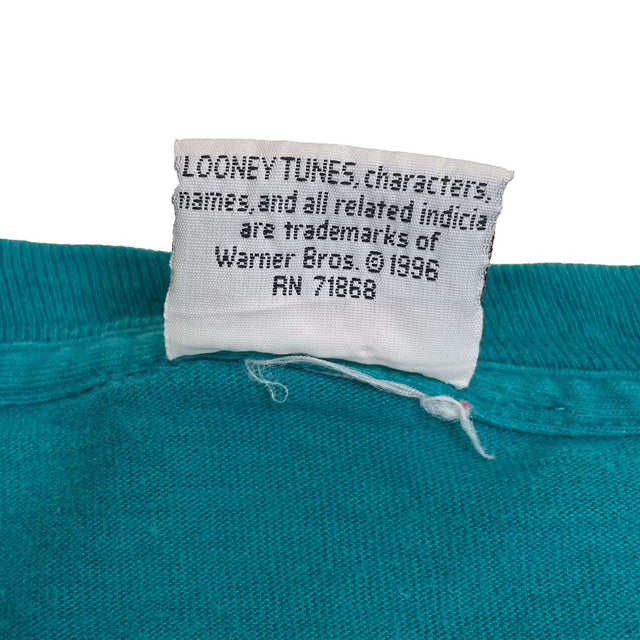 LOONEY TUNES, characters,
names, and all related indicia
are trademarks of
Warner Bros. © 1996
RN 71868